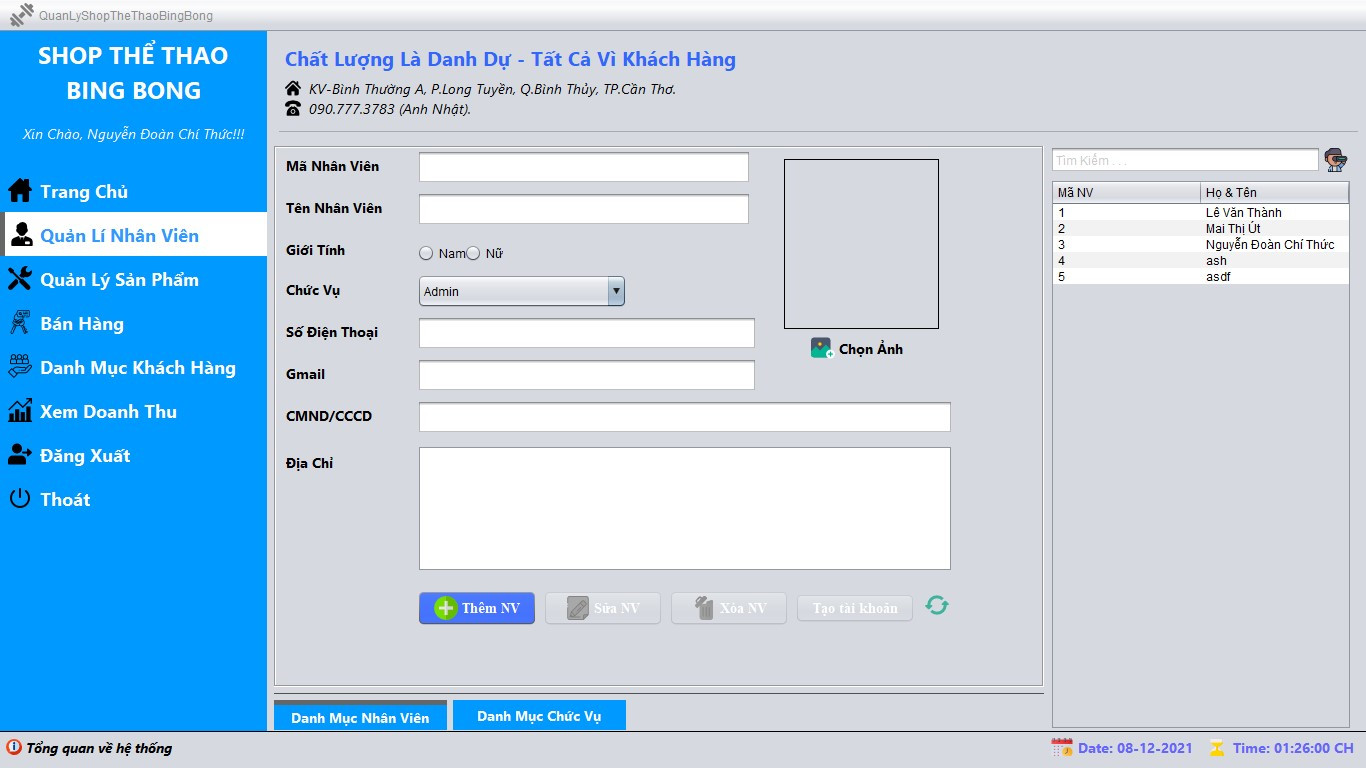 QuanLyShopTheThaoBingBong
SHOP THỂ THAO
BING BONG
Xin Chào, Nguyễn Đoàn Chí Thức!!!
Trang Chủ
Quản Lí Nhân Viên
Quản Lý Sản Phẩm
Bán Hàng
Danh Mục Khách Hàng
Xem Doanh Thu
Đăng Xuất
Thoát
Chất Lượng Là Danh Dự - Tất Cả Vì Khách Hàng
KV-Bình Thường A, P.Long Tuyền, Q.Bình Thủy, TP.Cần Thơ.
090.777.3783 (Anh Nhật).
Mã Nhân Viên
Tên Nhân Viên
Giới Tính
Nam Nữ
Chức Vụ
Admin
Số Điện Thoại
Gmail
CMND/CCCD
Địa Chỉ
Chọn Ảnh
Thêm NV Sửa NV Xóa NV Tạo tài khoản
Danh Mục Nhân Viên Danh Mục Chức Vụ
Tìm Kiếm . . .
Mã NV Họ & Tên
1 Lê Văn Thành
2 Mai Thị Út
3 Nguyễn Đoàn Chí Thức
4 ash
5 asdf
Tổng quan về hệ thống
Date: 08-12-2021 Time: 01:26:00 CH